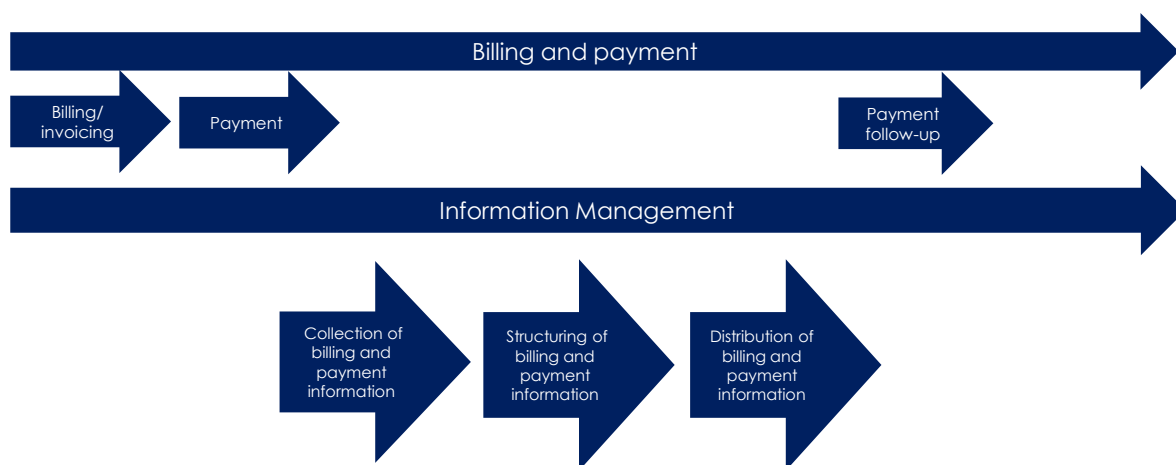 Billing and payment
Billing/
invoicing
Payment
Payment
follow-up
Information Management
Collection of
billing and
payment
information
Structuring of
billing and
payment
information
Distribution of
billing and
payment
information